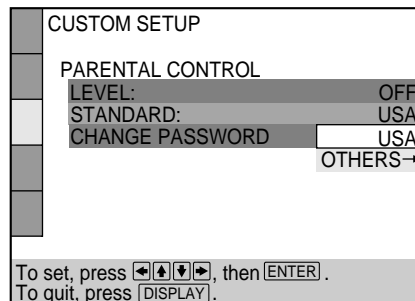 CUSTOM SETUP
PARENTAL CONTROL
LEVEL: OFF
STANDARD: USA
CHANGE PASSWORD USA
OTHERS→
To set, press ←↑↓→, then ENTER.
To quit, press DISPLAY.